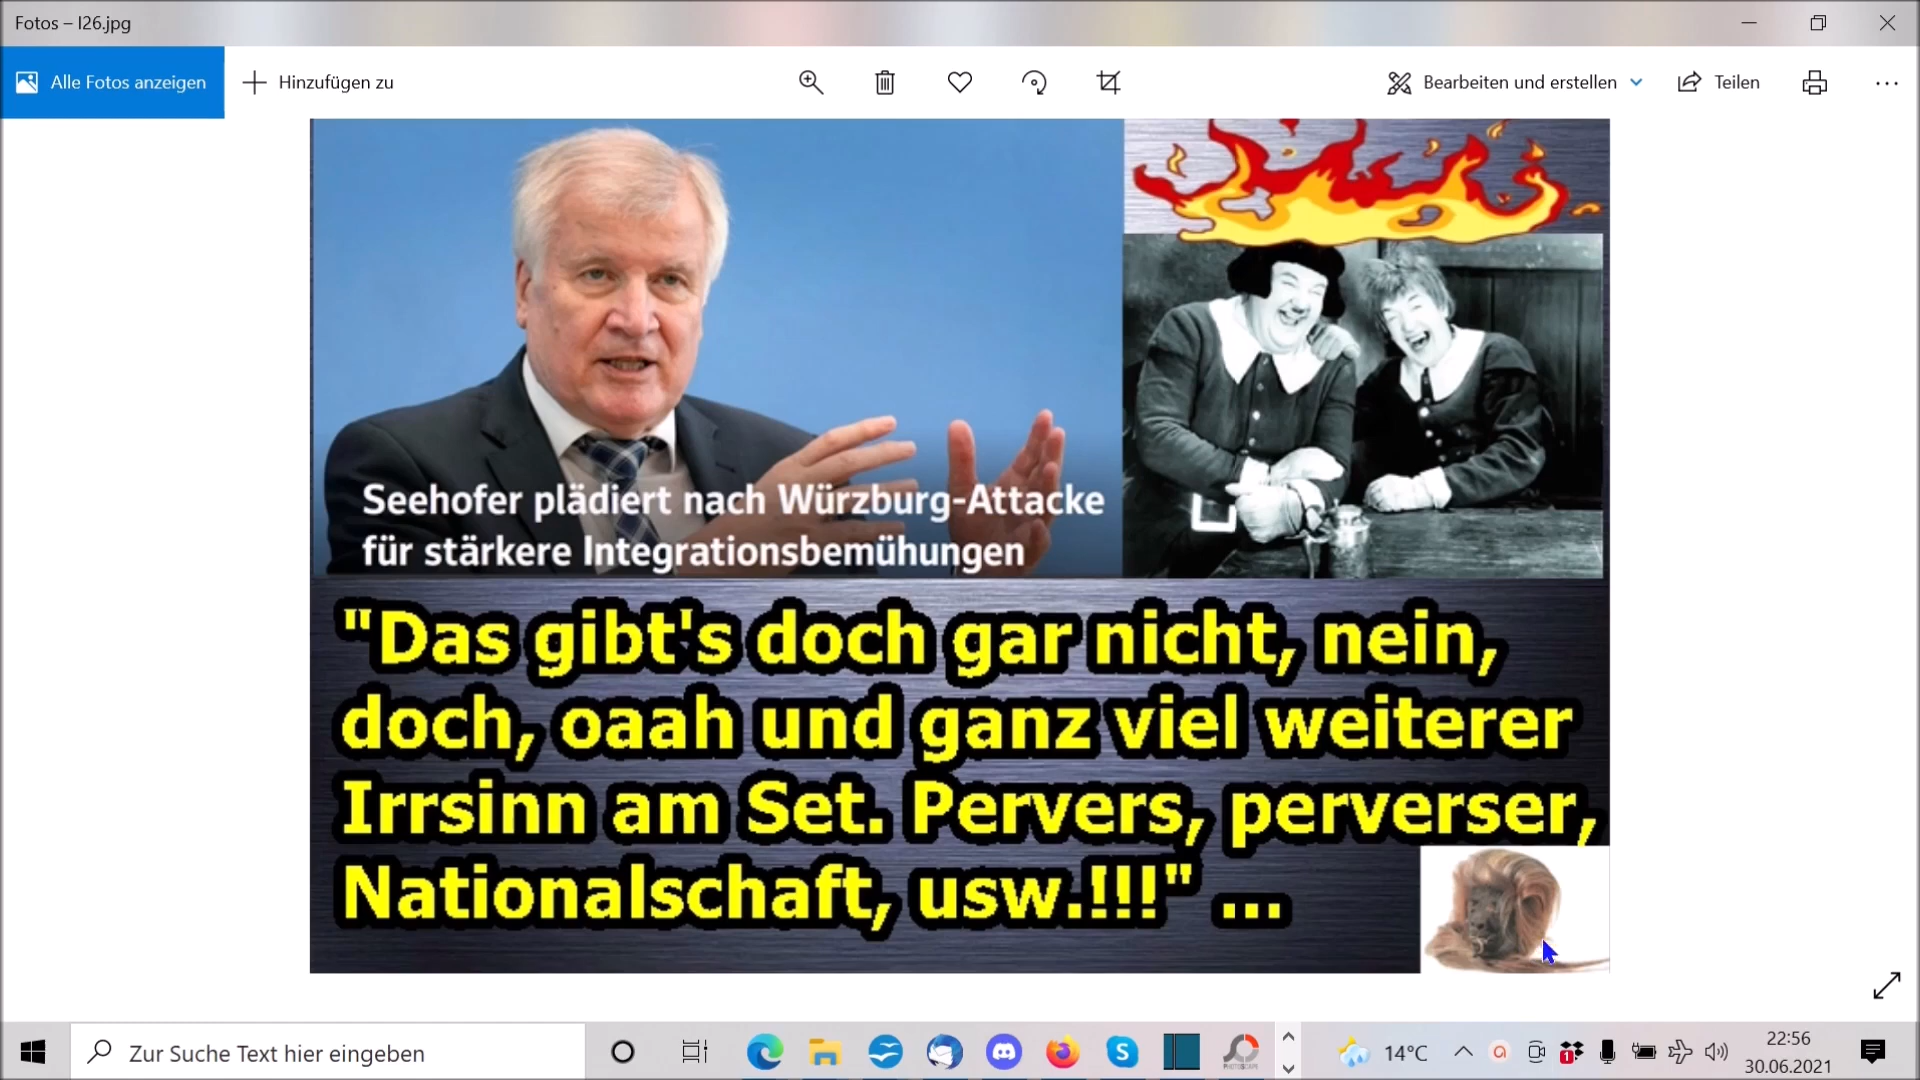 Fotos – I26.jpg
Alle Fotos anzeigen
Hinzufügen zu
Bearbeiten und erstellen
Teilen
Seehofer plädiert nach Würzburg-Attacke
für stärkere Integrationsbemühungen
"Das gibt's doch gar nicht, nein,
doch, oaah und ganz viel weiterer
Irrsinn am Set. Pervers, perverser,
Nationalschaft, usw.!!!" ...
Zur Suche Text hier eingeben
PHOTOSCAPE
14°C
1
22:56
30.06.2021